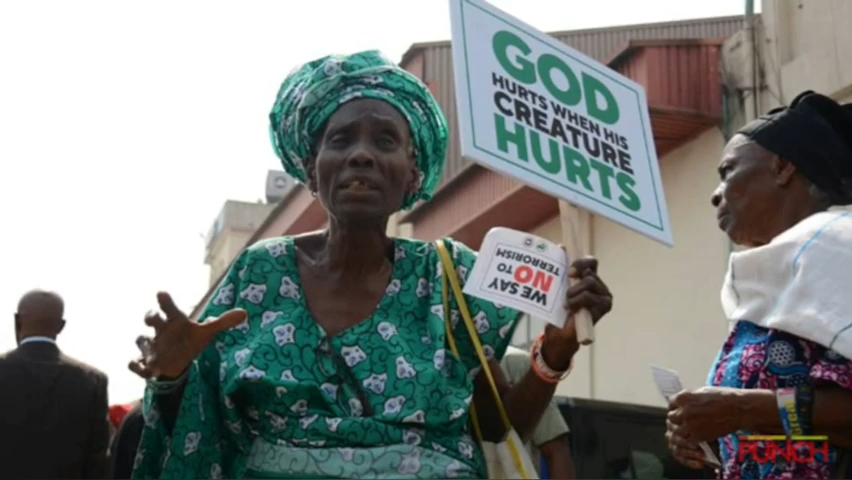 GOD
HURTS WHEN HIS
CREATURE
HURTS
WE SAY
NO TO
TERRORISM
PUNCH